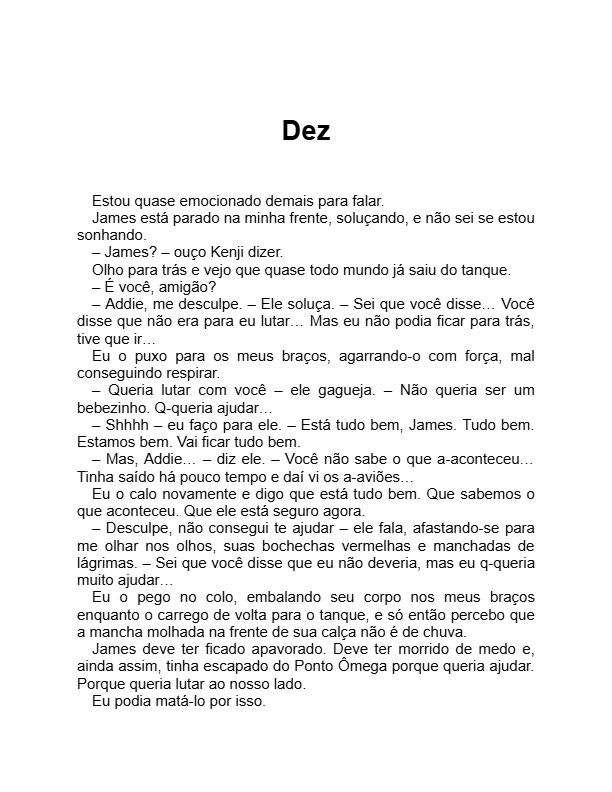 Dez
Estou quase emocionado demais para falar.
James está parado na minha frente, soluçando, e não sei se estou
sonhando.
– James? – ouço Kenji dizer.
Olho para trás e vejo que quase todo mundo já saiu do tanque.
– É você, amigão?
– Addie, me desculpe. – Ele soluça. – Sei que você disse… Você
disse que não era para eu lutar… Mas eu não podia ficar para trás,
tive que ir…
Eu o puxo para os meus braços, agarrando-o com força, mal
conseguindo respirar.
– Queria lutar com você – ele gagueja. – Não queria ser um
bebezinho. Q-queria ajudar…
– Shhhh – eu faço para ele. – Está tudo bem, James. Tudo bem.
Estamos bem. Vai ficar tudo bem.
– Mas, Addie… – diz ele. – Você não sabe o que a-aconteceu…
Tinha saído há pouco tempo e daí vi os a-aviões…
Eu o calo novamente e digo que está tudo bem. Que sabemos o
que aconteceu. Que ele está seguro agora.
– Desculpe, não consegui te ajudar – ele fala, afastando-se para
me olhar nos olhos, suas bochechas vermelhas e manchadas de
lágrimas. – Sei que você disse que eu não deveria, mas eu q-queria
muito ajudar…
Eu o pego no colo, embalando seu corpo nos meus braços
enquanto o carrego de volta para o tanque, e só então percebo que
a mancha molhada na frente de sua calça não é de chuva.
James deve ter ficado apavorado. Deve ter morrido de medo e,
ainda assim, tinha escapado do Ponto Ômega porque queria ajudar.
Porque queria lutar ao nosso lado.
Eu podia matá-lo por isso.